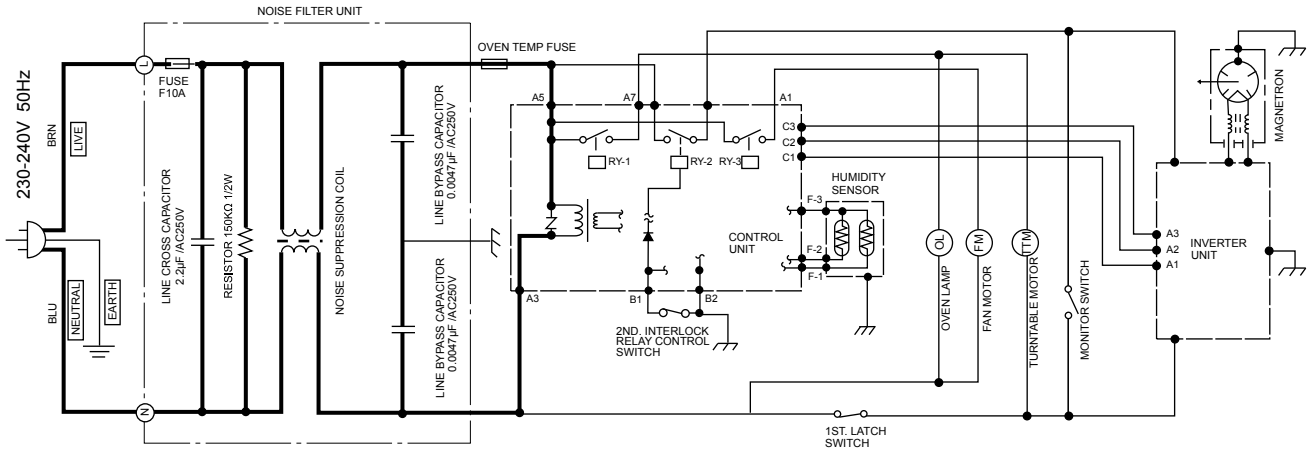 NOISE FILTER UNIT
230-240V 50Hz
BRN
LIVE
BLU
NEUTRAL
EARTH
L
N
FUSE
F10A
LINE CROSS CAPACITOR
2.2µF /AC250V
RESISTOR 150KΩ 1/2W
NOISE SUPPRESSION COIL
LINE BYPASS CAPACITOR
0.0047µF /AC250V
LINE BYPASS CAPACITOR
0.0047µF /AC250V
OVEN TEMP FUSE
A5
A7
A1
C3
C2
C1
RY-1
RY-2
RY-3
HUMIDITY
SENSOR
F-3
F-2
F-1
CONTROL
UNIT
A3
B1
B2
2ND. INTERLOCK
RELAY CONTROL
SWITCH
OL
OVEN LAMP
FM
FAN MOTOR
TTM
TURNTABLE MOTOR
MONITOR SWITCH
1ST. LATCH
SWITCH
MAGNETRON
A3
A2
A1
INVERTER
UNIT